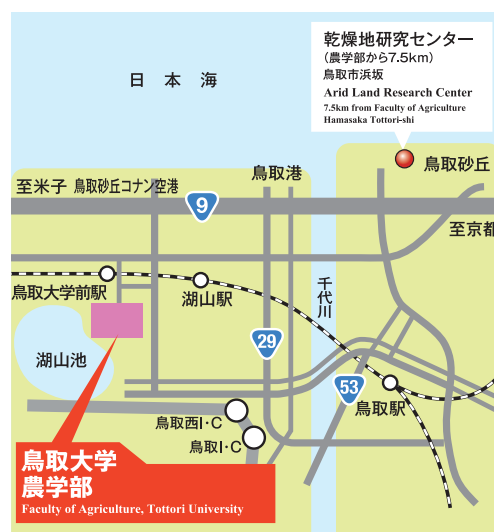 乾燥地研究センター
(農学部から7.5km)
鳥取市浜坂
Arid Land Research Center
7.5km from Faculty of Agriculture
Hamasaka Tottori-shi
日本海
鳥取砂丘
鳥取港
至米子 鳥取砂丘コナン空港
9
至京都
鳥取大学前駅
湖山駅
千代川
湖山池
29
53
鳥取駅
鳥取西I・C
鳥取I・C
鳥取大学
農学部
Faculty of Agriculture, Tottori University